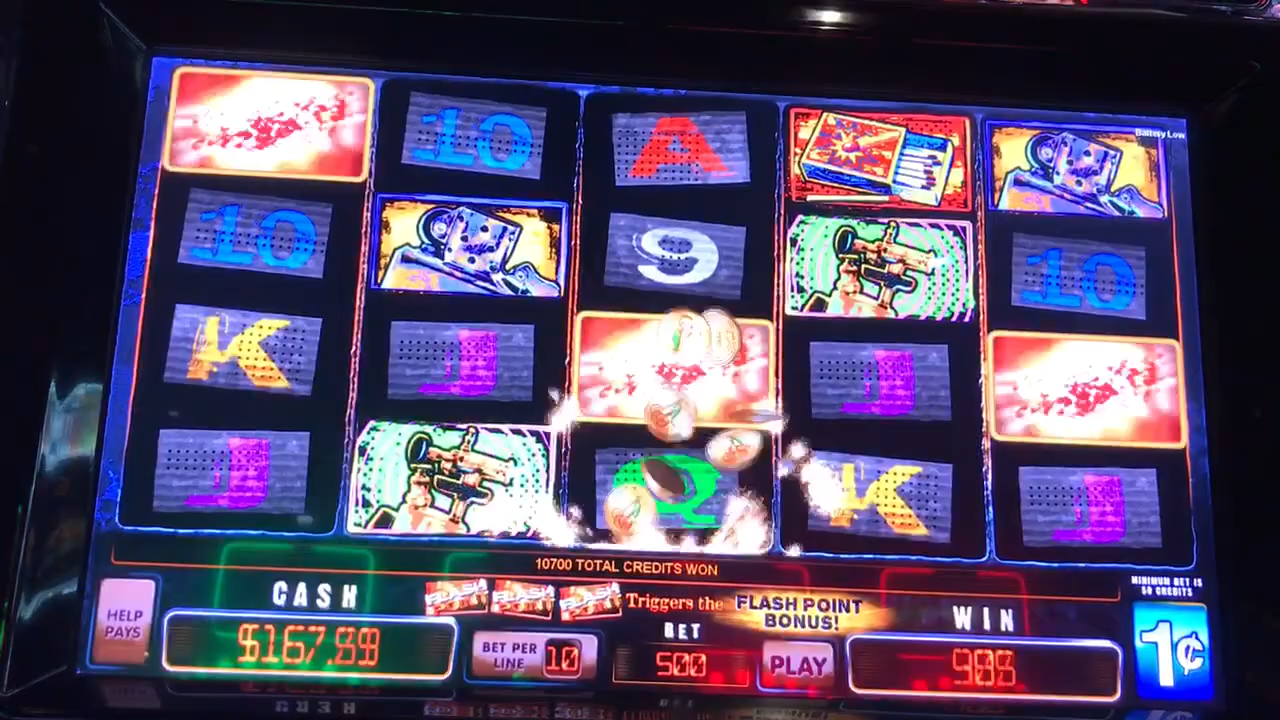 10
A
Battery Low
10
9
10
K
J
J
J
Q
K
J
10700 TOTAL CREDITS WON
HELP
PAYS
CASH
$167.89
FLASH FLASH FLASH Triggers the FLASH POINT
BONUS!
BET PER
LINE 10
BET
500
PLAY
WIN
MINIMUM BET IS
50 CREDITS
1¢